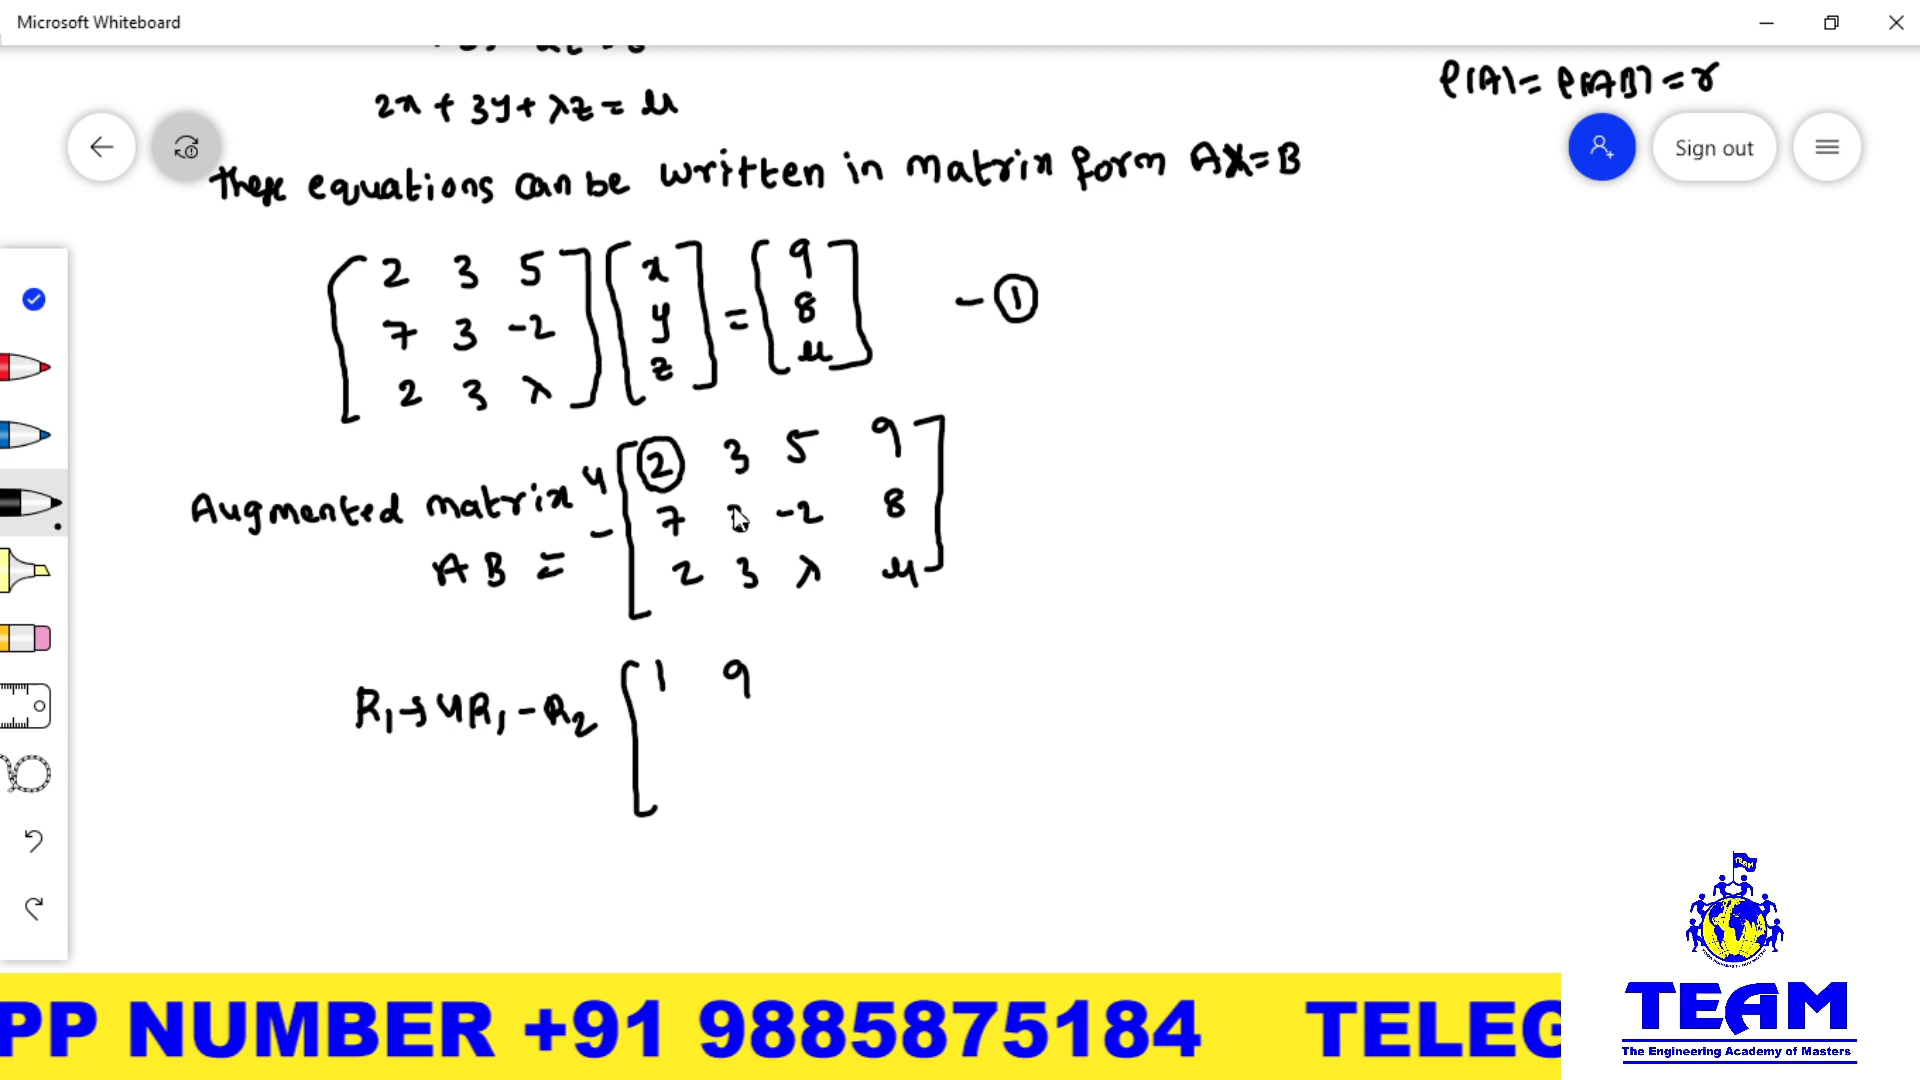 Microsoft Whiteboard
2x + 3y + λz = μ
ρ(A) = ρ(AB) = r
Sign out
These equations can be written in matrix form AX = B
2 3 5 x 9
7 3 -2 y = 8 - ①
2 3 λ z μ
4 2 3 5 9
Augmented matrix
- 7 -2 8
AB =
2 3 λ μ
1 9
R₁→4R₁-R₂
PP NUMBER +91 9885875184 TELEG
TEAM
The Engineering Academy of Masters